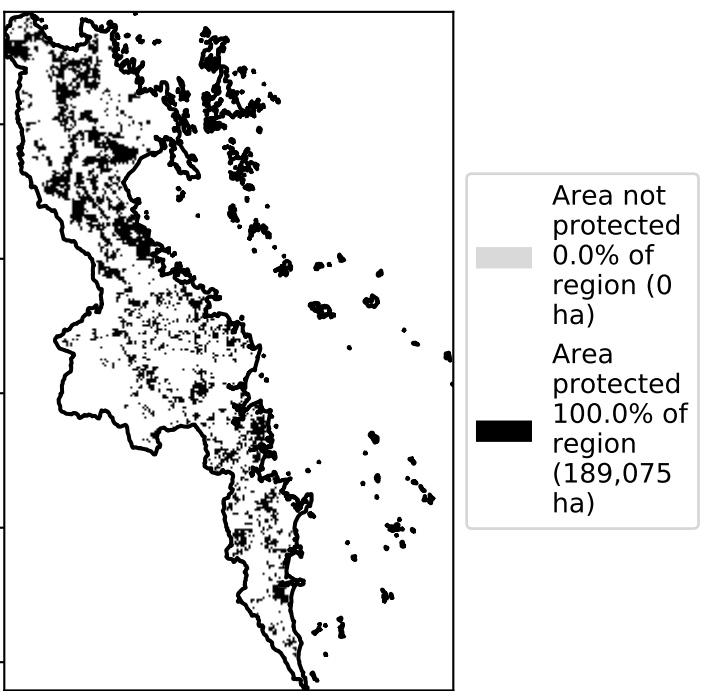 Area not
protected
0.0% of
region (0
ha)
Area
protected
100.0% of
region
(189,075
ha)